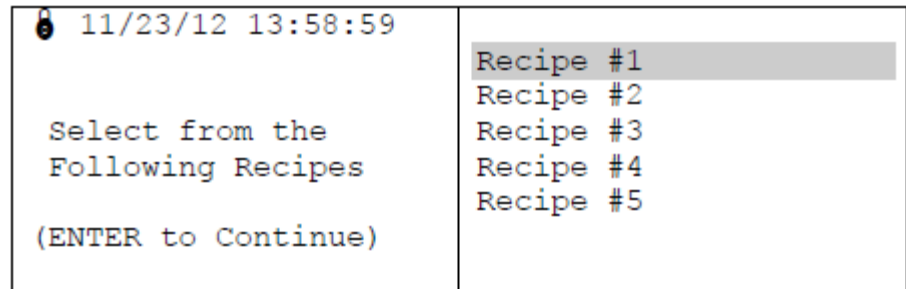 11/23/12 13:58:59
Select from the
Following Recipes
(ENTER to Continue)
Recipe #1
Recipe #2
Recipe #3
Recipe #4
Recipe #5